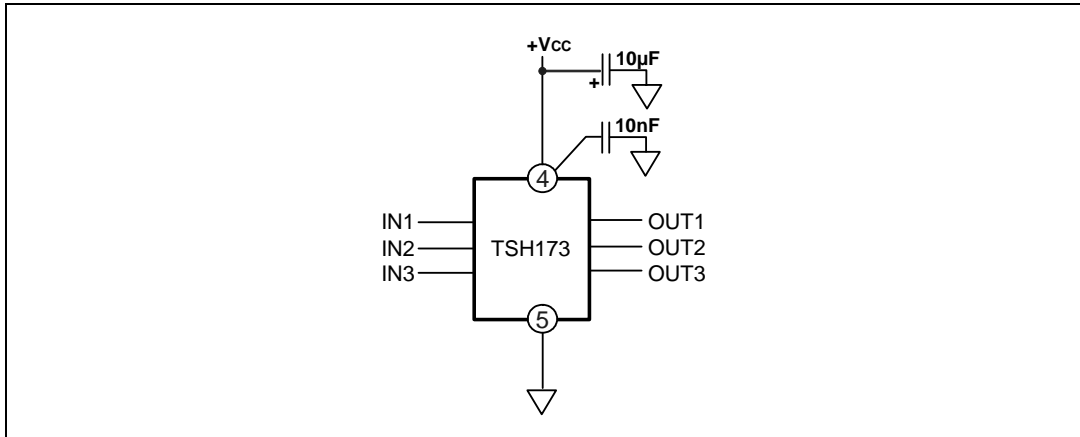 +Vcc
10µF
+
10nF
4
IN1
OUT1
IN2
TSH173
OUT2
IN3
OUT3
5